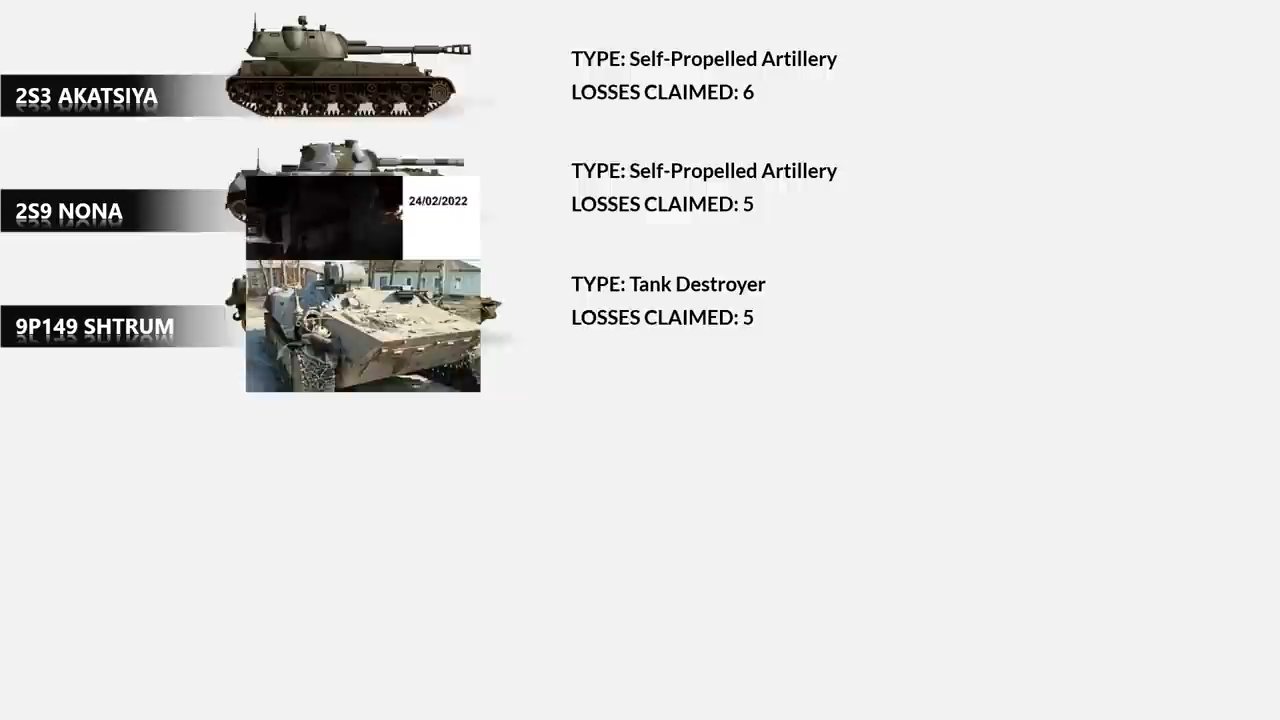 2S3 AKATSIYA
TYPE: Self-Propelled Artillery
LOSSES CLAIMED: 6
2S9 NONA
24/02/2022
TYPE: Self-Propelled Artillery
LOSSES CLAIMED: 5
9P149 SHTRUM
TYPE: Tank Destroyer
LOSSES CLAIMED: 5